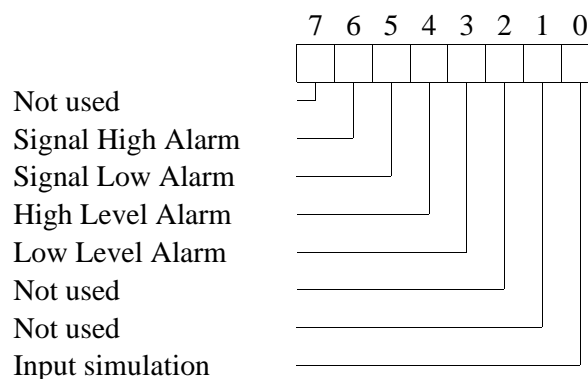 7 6 5 4 3 2 1 0
Not used
Signal High Alarm
Signal Low Alarm
High Level Alarm
Low Level Alarm
Not used
Not used
Input simulation